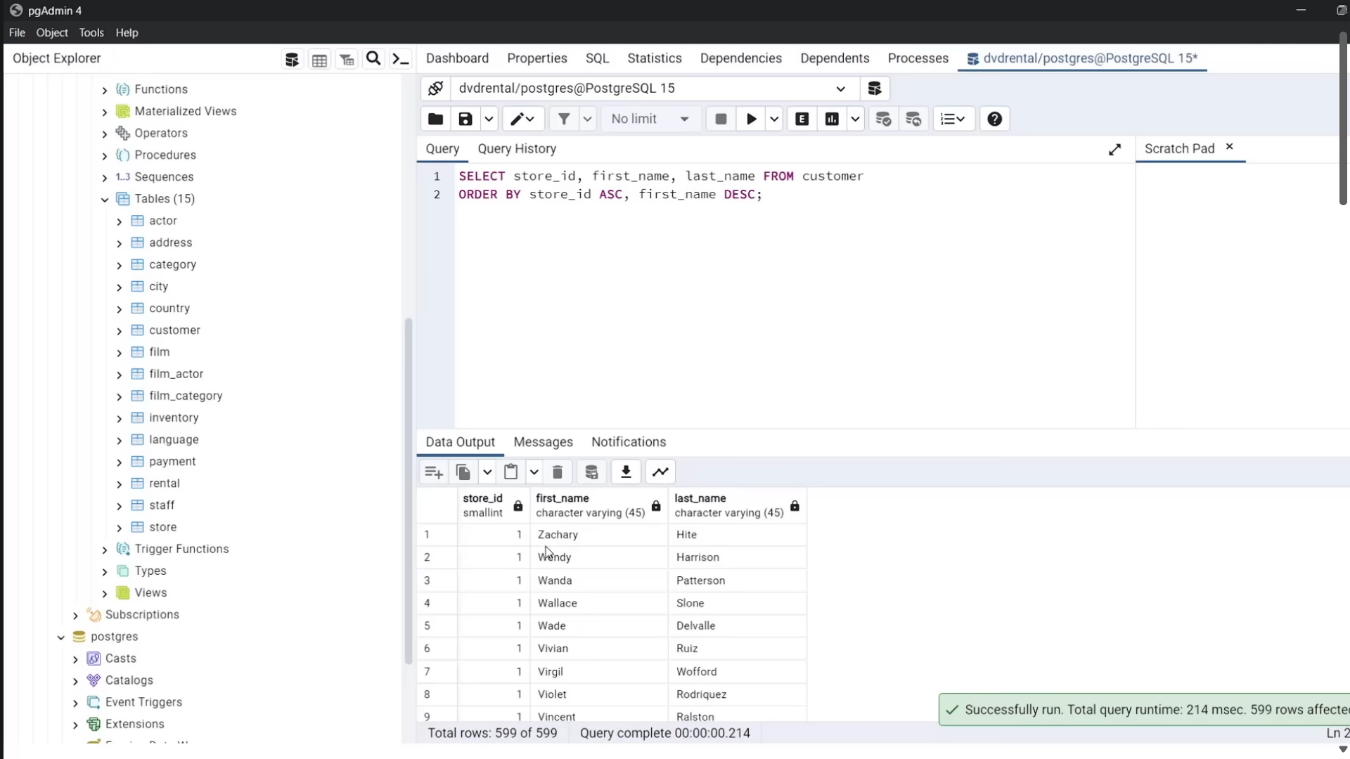 pgAdmin 4
File Object Tools Help
Object Explorer
Dashboard Properties SQL Statistics Dependencies Dependents Processes dvdrental/postgres@PostgreSQL 15*
dvdrental/postgres@PostgreSQL 15
No limit
E
Query Query History
Scratch Pad
1 SELECT store_id, first_name, last_name FROM customer
2 ORDER BY store_id ASC, first_name DESC;
Functions
Materialized Views
Operators
Procedures
1..3 Sequences
Tables (15)
actor
address
category
city
country
customer
film
film_actor
film_category
inventory
language
payment
rental
staff
store
Trigger Functions
Types
Views
Subscriptions
postgres
Casts
Catalogs
Event Triggers
Extensions
Data Output Messages Notifications
store_id first_name last_name
smallint character varying (45) character varying (45)
1 1 Zachary Hite
2 1 Wendy Harrison
3 1 Wanda Patterson
4 1 Wallace Slone
5 1 Wade Delvalle
6 1 Vivian Ruiz
7 1 Virgil Wofford
8 1 Violet Rodriquez
9 1 Vincent Ralston
Successfully run. Total query runtime: 214 msec. 599 rows affected
Total rows: 599 of 599 Query complete 00:00:00.214
Ln 2